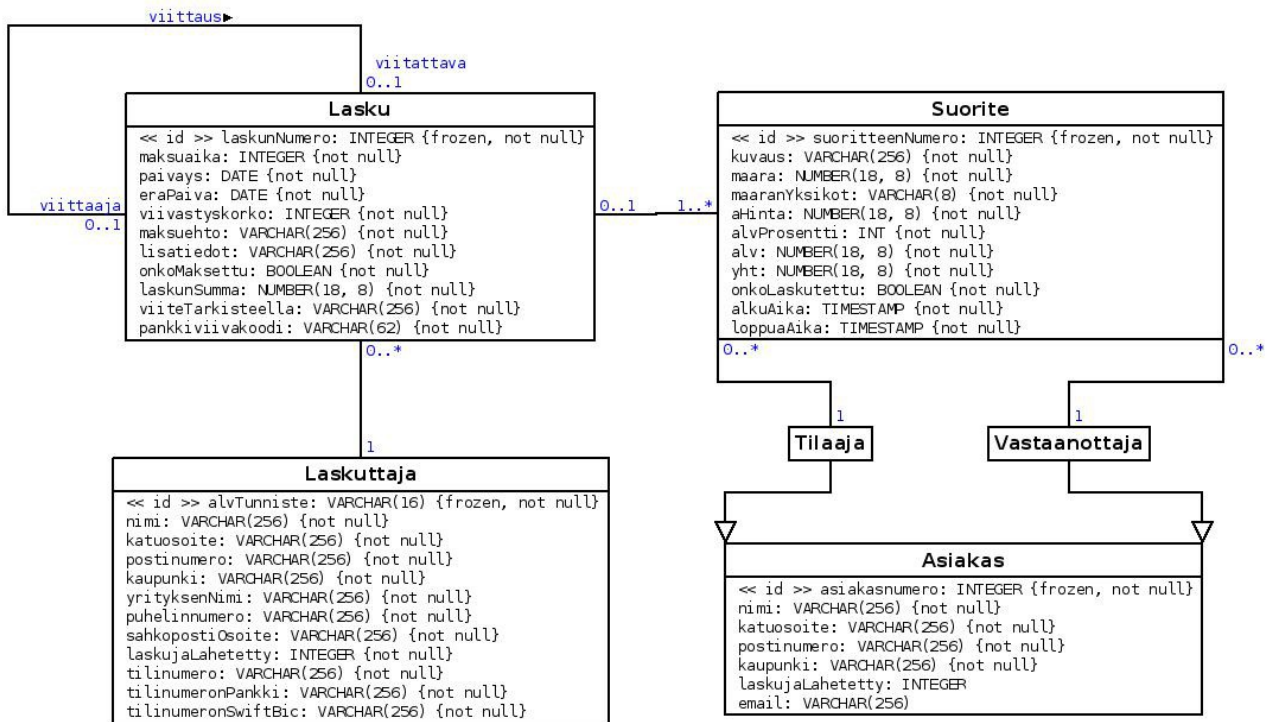 viittaus▶
viitattava
0..1
Lasku
<< id >> laskunNumero: INTEGER {frozen, not null}
maksuaika: INTEGER {not null}
paivays: DATE {not null}
eraPaiva: DATE {not null}
viivastyskorko: INTEGER {not null}
maksuehto: VARCHAR(256) {not null}
lisatiedot: VARCHAR(256) {not null}
onkoMaksettu: BOOLEAN {not null}
laskunSumma: NUMBER(18, 8) {not null}
viiteTarkisteella: VARCHAR(256) {not null}
pankkiviivakoodi: VARCHAR(62) {not null}
viittaaja
0..1
0..1
1..*
Suorite
<< id >> suoritteenNumero: INTEGER {frozen, not null}
kuvaus: VARCHAR(256) {not null}
maara: NUMBER(18, 8) {not null}
maaranYksikot: VARCHAR(8) {not null}
aHinta: NUMBER(18, 8) {not null}
alvProsentti: INT {not null}
alv: NUMBER(18, 8) {not null}
yht: NUMBER(18, 8) {not null}
onkoLaskutettu: BOOLEAN {not null}
alkuAika: TIMESTAMP {not null}
loppuaAika: TIMESTAMP {not null}
0..*
0..*
0..*
1
1
1
Tilaaja
Vastaanottaja
Laskuttaja
<< id >> alvTunniste: VARCHAR(16) {frozen, not null}
nimi: VARCHAR(256) {not null}
katuosoite: VARCHAR(256) {not null}
postinumero: VARCHAR(256) {not null}
kaupunki: VARCHAR(256) {not null}
yrityksenNimi: VARCHAR(256) {not null}
puhelinnumero: VARCHAR(256) {not null}
sahkopostiOsoite: VARCHAR(256) {not null}
laskujaLahetetty: INTEGER {not null}
tilinumero: VARCHAR(256) {not null}
tilinumeronPankki: VARCHAR(256) {not null}
tilinumeronSwiftBic: VARCHAR(256) {not null}
Asiakas
<< id >> asiakasnumero: INTEGER {frozen, not null}
nimi: VARCHAR(256) {not null}
katuosoite: VARCHAR(256) {not null}
postinumero: VARCHAR(256) {not null}
kaupunki: VARCHAR(256) {not null}
laskujaLahetetty: INTEGER
email: VARCHAR(256)